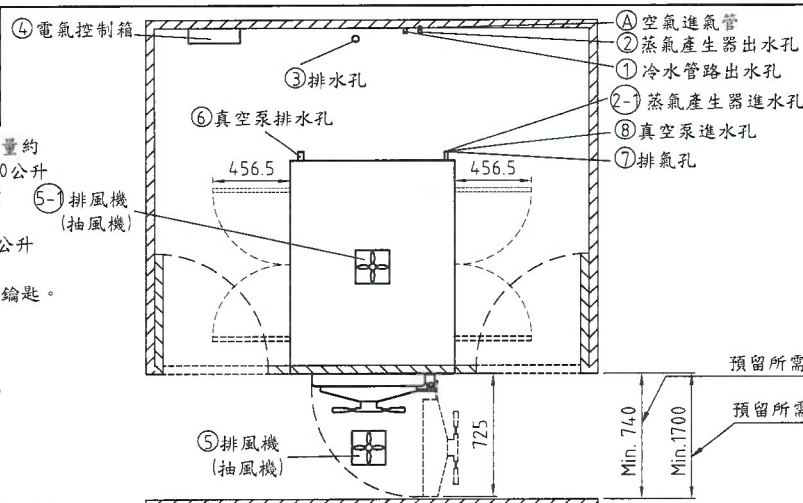 ④電氣控制箱
Ⓐ空氣進氣管
②蒸氣產生器出水孔
①冷水管路出水孔
③排水孔
2-1蒸氣產生器進水孔
⑥真空泵排水孔
⑧真空泵進水孔
⑦排氣孔
量約
0公升
456.5
456.5
5-1排風機
(抽風機)
公升
鑰匙。
預留所需
預留所需
725
Min. 740
Min.1700
⑤排風機
(抽風機)